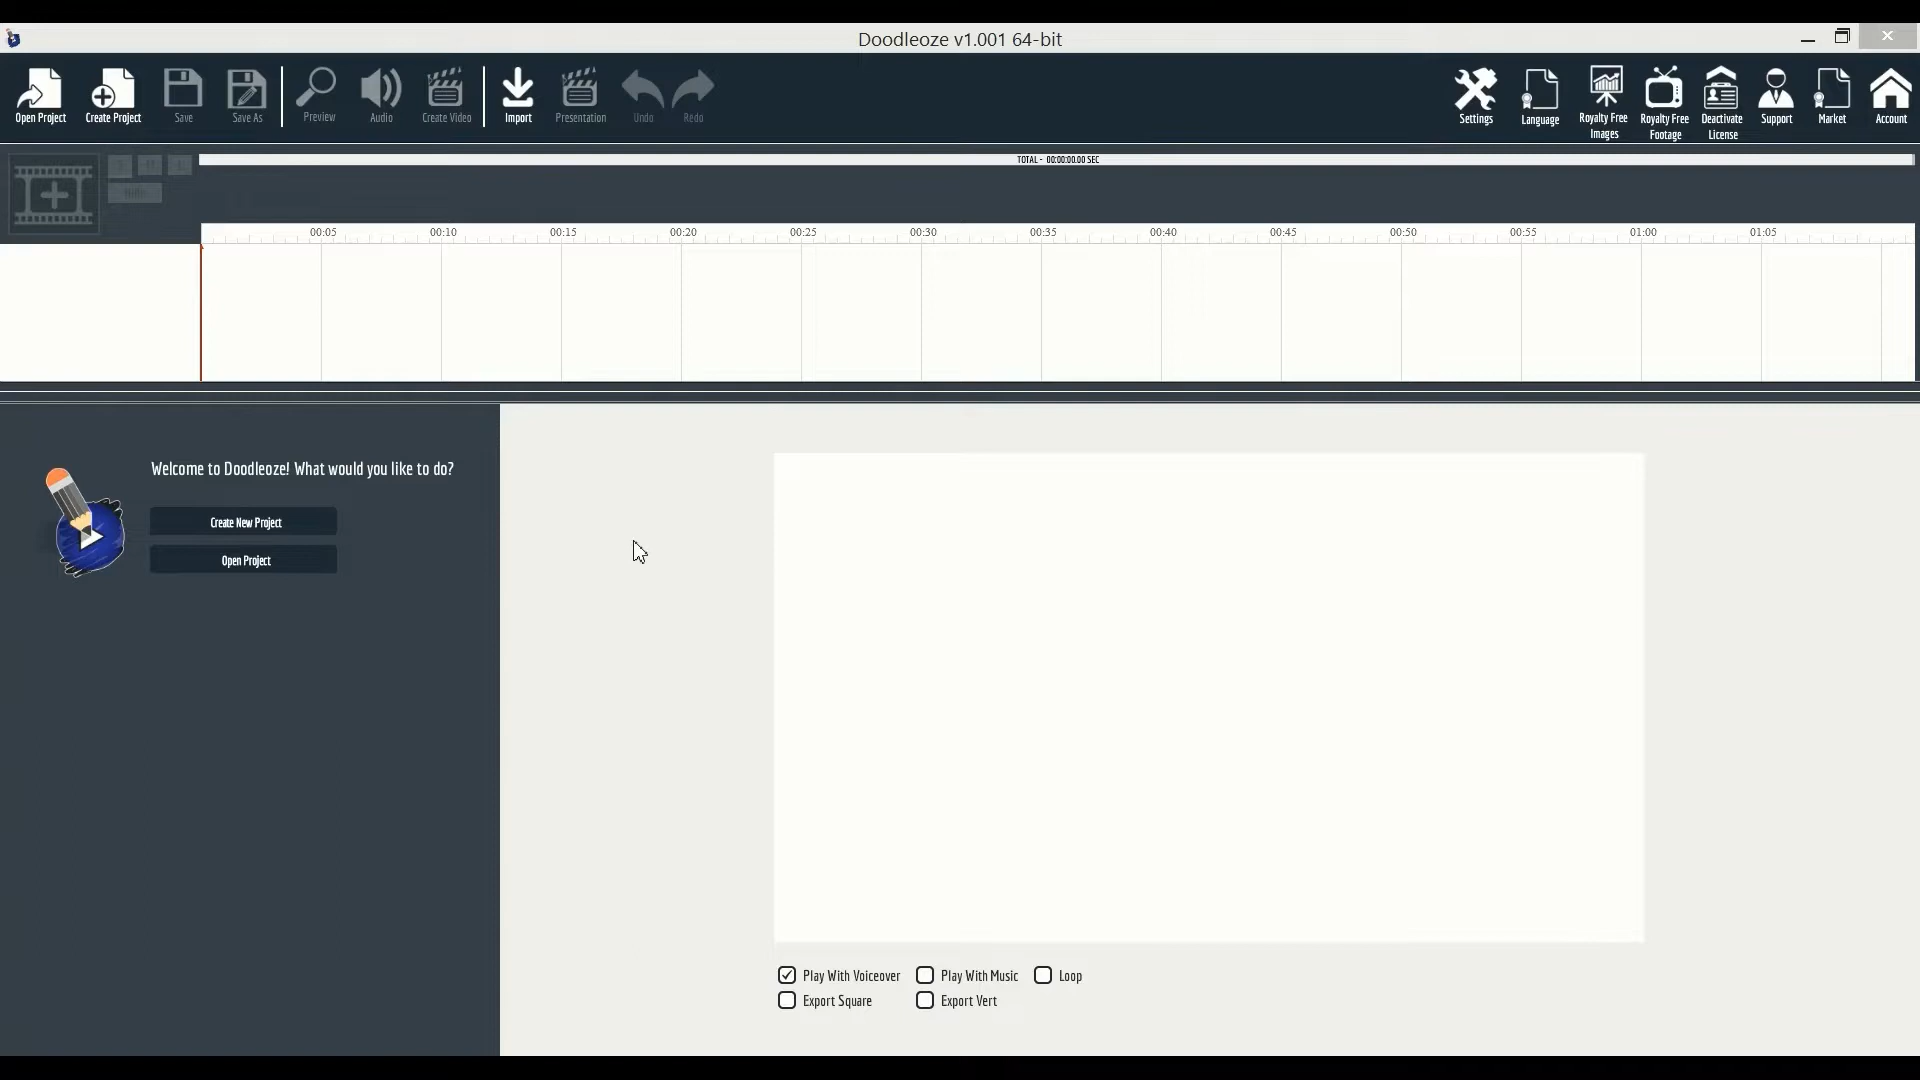 Doodleoze v1.001 64-bit
Open Project
Create Project
Save
Save As
Preview
Audio
Create Video
Import
Presentation
Undo
Redo
Settings
Language
Royalty Free
Images
Royalty Free
Footage
Deactivate
License
Support
Market
Account
TOTAL - 00:00:00.00 SEC
00:05 00:10 00:15 00:20 00:25 00:30 00:35 00:40 00:45 00:50 00:55 01:00 01:05
Welcome to Doodleoze! What would you like to do?
Create New Project
Open Project
Play With Voiceover Play With Music Loop
Export Square Export Vert